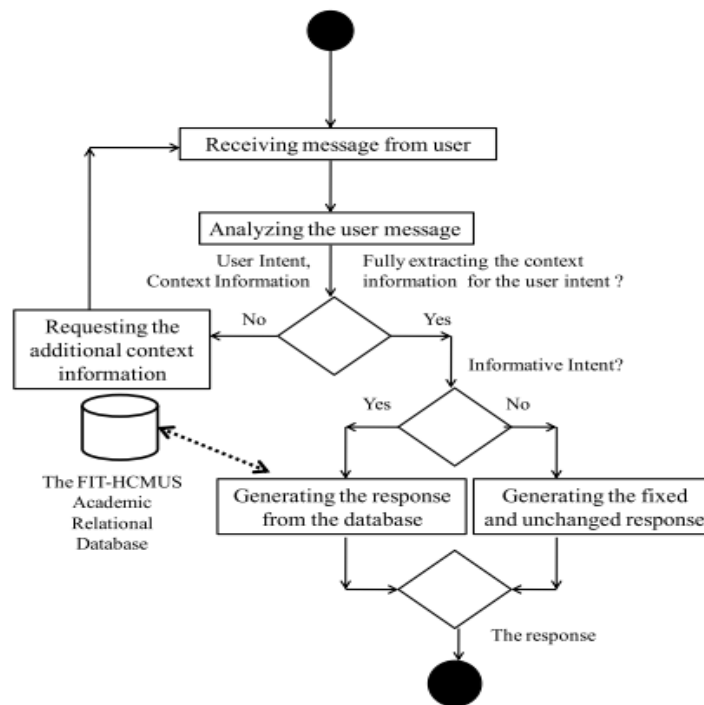 Receiving message from user
Analyzing the user message
User Intent,
Context Information
Fully extracting the context
information for the user intent ?
No
Yes
Requesting the
additional context
information
Informative Intent?
Yes
No
The FIT-HCMUS
Academic
Relational
Database
Generating the response
from the database
Generating the fixed
and unchanged response
The response